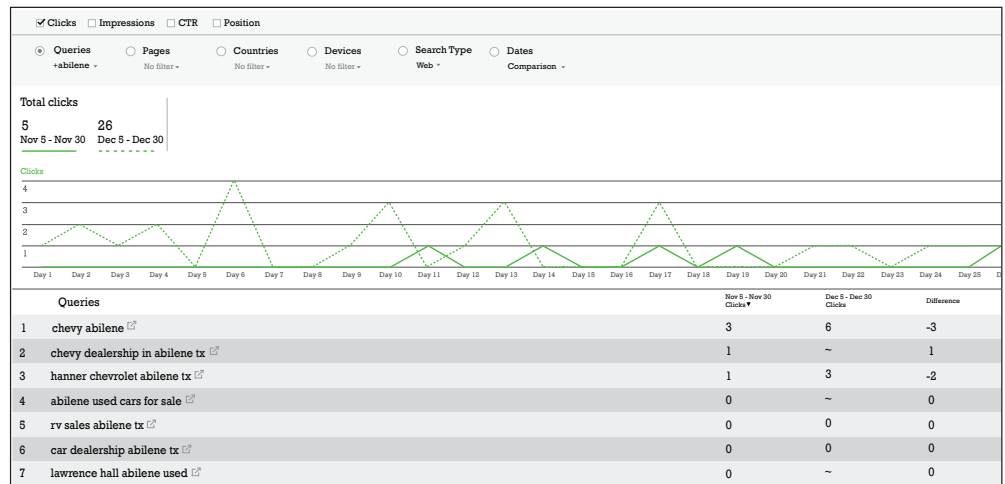 Clicks Impressions CTR Position
Queries Pages Countries Devices Search Type Dates
+abilene No filter No filter No filter Web Comparison
Total clicks
5 26
Nov 5 - Nov 30 Dec 5 - Dec 30
Clicks
4
3
2
1
Day 1 Day 2 Day 3 Day 4 Day 5 Day 6 Day 7 Day 8 Day 9 Day 10 Day 11 Day 12 Day 13 Day 14 Day 15 Day 16 Day 17 Day 18 Day 19 Day 20 Day 21 Day 22 Day 23 Day 24 Day 25 D
Queries Nov 5 - Nov 30 Clicks▼ Dec 5 - Dec 30 Clicks Difference
1 chevy abilene 3 6 -3
2 chevy dealership in abilene tx 1 ~ 1
3 hanner chevrolet abilene tx 1 3 -2
4 abilene used cars for sale 0 ~ 0
5 rv sales abilene tx 0 0 0
6 car dealership abilene tx 0 0 0
7 lawrence hall abilene used 0 ~ 0